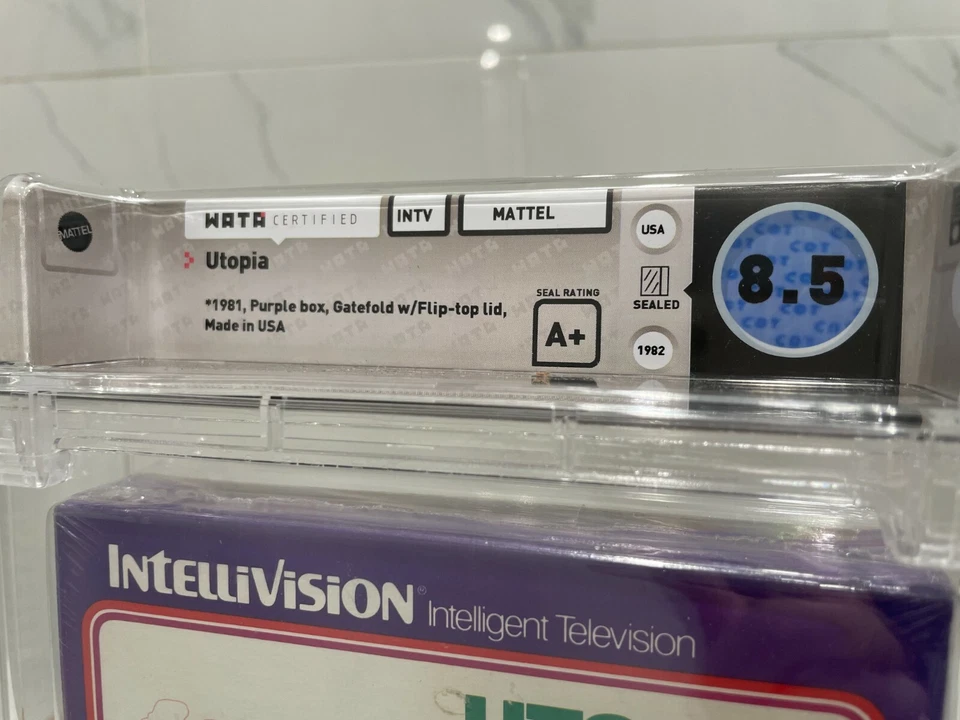 MATTEL
WATA CERTIFIED
INTV
MATTEL
Utopia
*1981, Purple box, Gatefold w/Flip-top lid,
Made in USA
SEAL RATING
A+
USA
SEALED
1982
8.5
INTELLIVISION® Intelligent Television